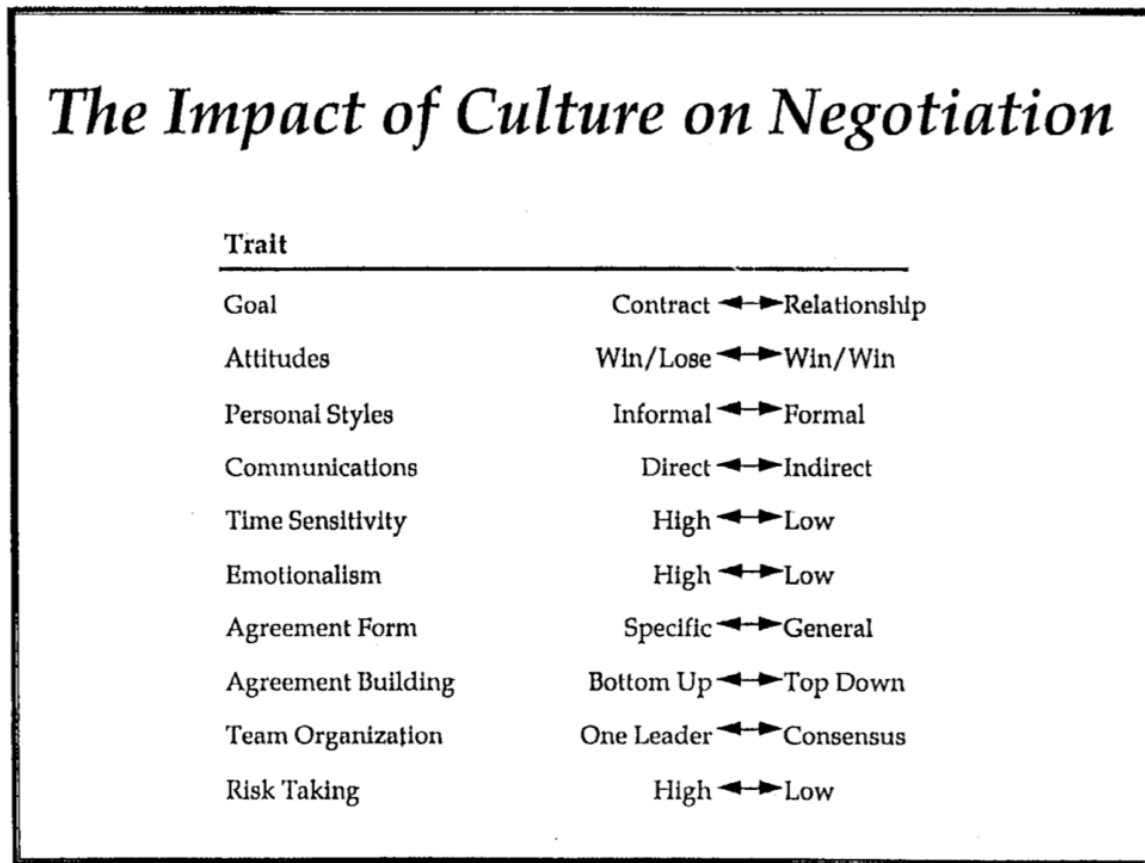 The Impact of Culture on Negotiation
Trait
Goal Contract ◄─►Relationship
Attitudes Win/Lose ◄─►Win/Win
Personal Styles Informal ◄─►Formal
Communications Direct ◄─►Indirect
Time Sensitivity High ◄─►Low
Emotionalism High ◄─►Low
Agreement Form Specific ◄─►General
Agreement Building Bottom Up ◄─►Top Down
Team Organization One Leader ◄─►Consensus
Risk Taking High ◄─►Low